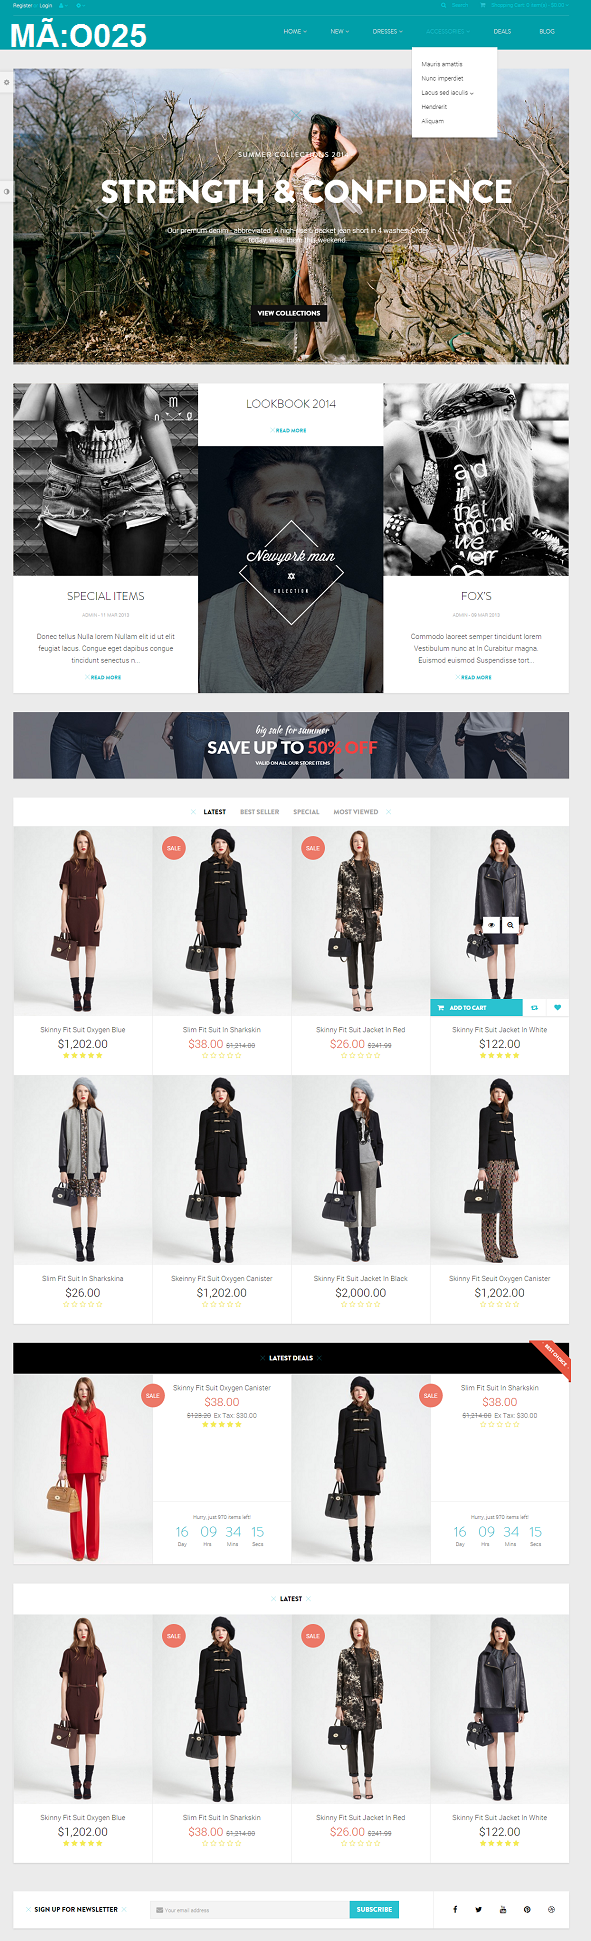 Register
Login
Search
Shopping Cart
MÃ:O025
HOME
NEW
DRESSES
ACCESSORIES
DEALS
BLOG
Mauris amattis
Nunc imperdiet
Lacus sed iaculis
Hendrerit
Aliquam
SUMMER COLLECTIONS
STRENGTH & CONFIDENCE
Our premium denim - abbreviated. A high-rise 5 pocket jean short in 4 washes. Order
today, wear them this weekend.
VIEW COLLECTIONS
LOOKBOOK 2014
READ MORE
Newyork man
COLECTION
SPECIAL ITEMS
ADMIN - 11 MAR 2013
Donec tellus Nulla lorem Nullam elit id ut elit
feugiat lacus. Congue eget dapibus congue
tincidunt senectus n...
READ MORE
and
in that
mome
we
were
FOX'S
ADMIN - 09 MAR 2013
Commodo laoreet semper tincidunt lorem
Vestibulum nunc at In Curabitur magna.
Euismod euismod Suspendisse tort...
READ MORE
big sale for summer
SAVE UP TO 50% OFF
VALID ON ALL OUR STORE ITEMS
LATEST
BEST SELLER
SPECIAL
MOST VIEWED
SALE
SALE
ADD TO CART
Skinny Fit Suit Oxygen Blue
$1,202.00
Slim Fit Suit In Sharkskin
$38.00 $1,214.00
Skinny Fit Suit Jacket In Red
$26.00 $241.99
Skinny Fit Suit Jacket In White
$122.00
Slim Fit Suit In Sharkskina
$26.00
Skeinny Fit Suit Oxygen Canister
$1,202.00
Skinny Fit Suit Jacket In Black
$2,000.00
Skinny Fit Seuit Oxygen Canister
$1,202.00
LATEST DEALS
BEST CHOICE
SALE
Skinny Fit Suit Oxygen Canister
$38.00
$123.20 Ex Tax: $30.00
Hurry, just 970 items left!
16 09 34 15
Day Hrs Mins Secs
SALE
Slim Fit Suit In Sharkskin
$38.00
$1,214.00 Ex Tax: $30.00
Hurry, just 970 items left!
16 09 34 15
Day Hrs Mins Secs
LATEST
SALE
SALE
Skinny Fit Suit Oxygen Blue
$1,202.00
Slim Fit Suit In Sharkskin
$38.00 $1,214.00
Skinny Fit Suit Jacket In Red
$26.00 $241.99
Skinny Fit Suit Jacket In White
$122.00
SIGN UP FOR NEWSLETTER
Your email address
SUBSCRIBE